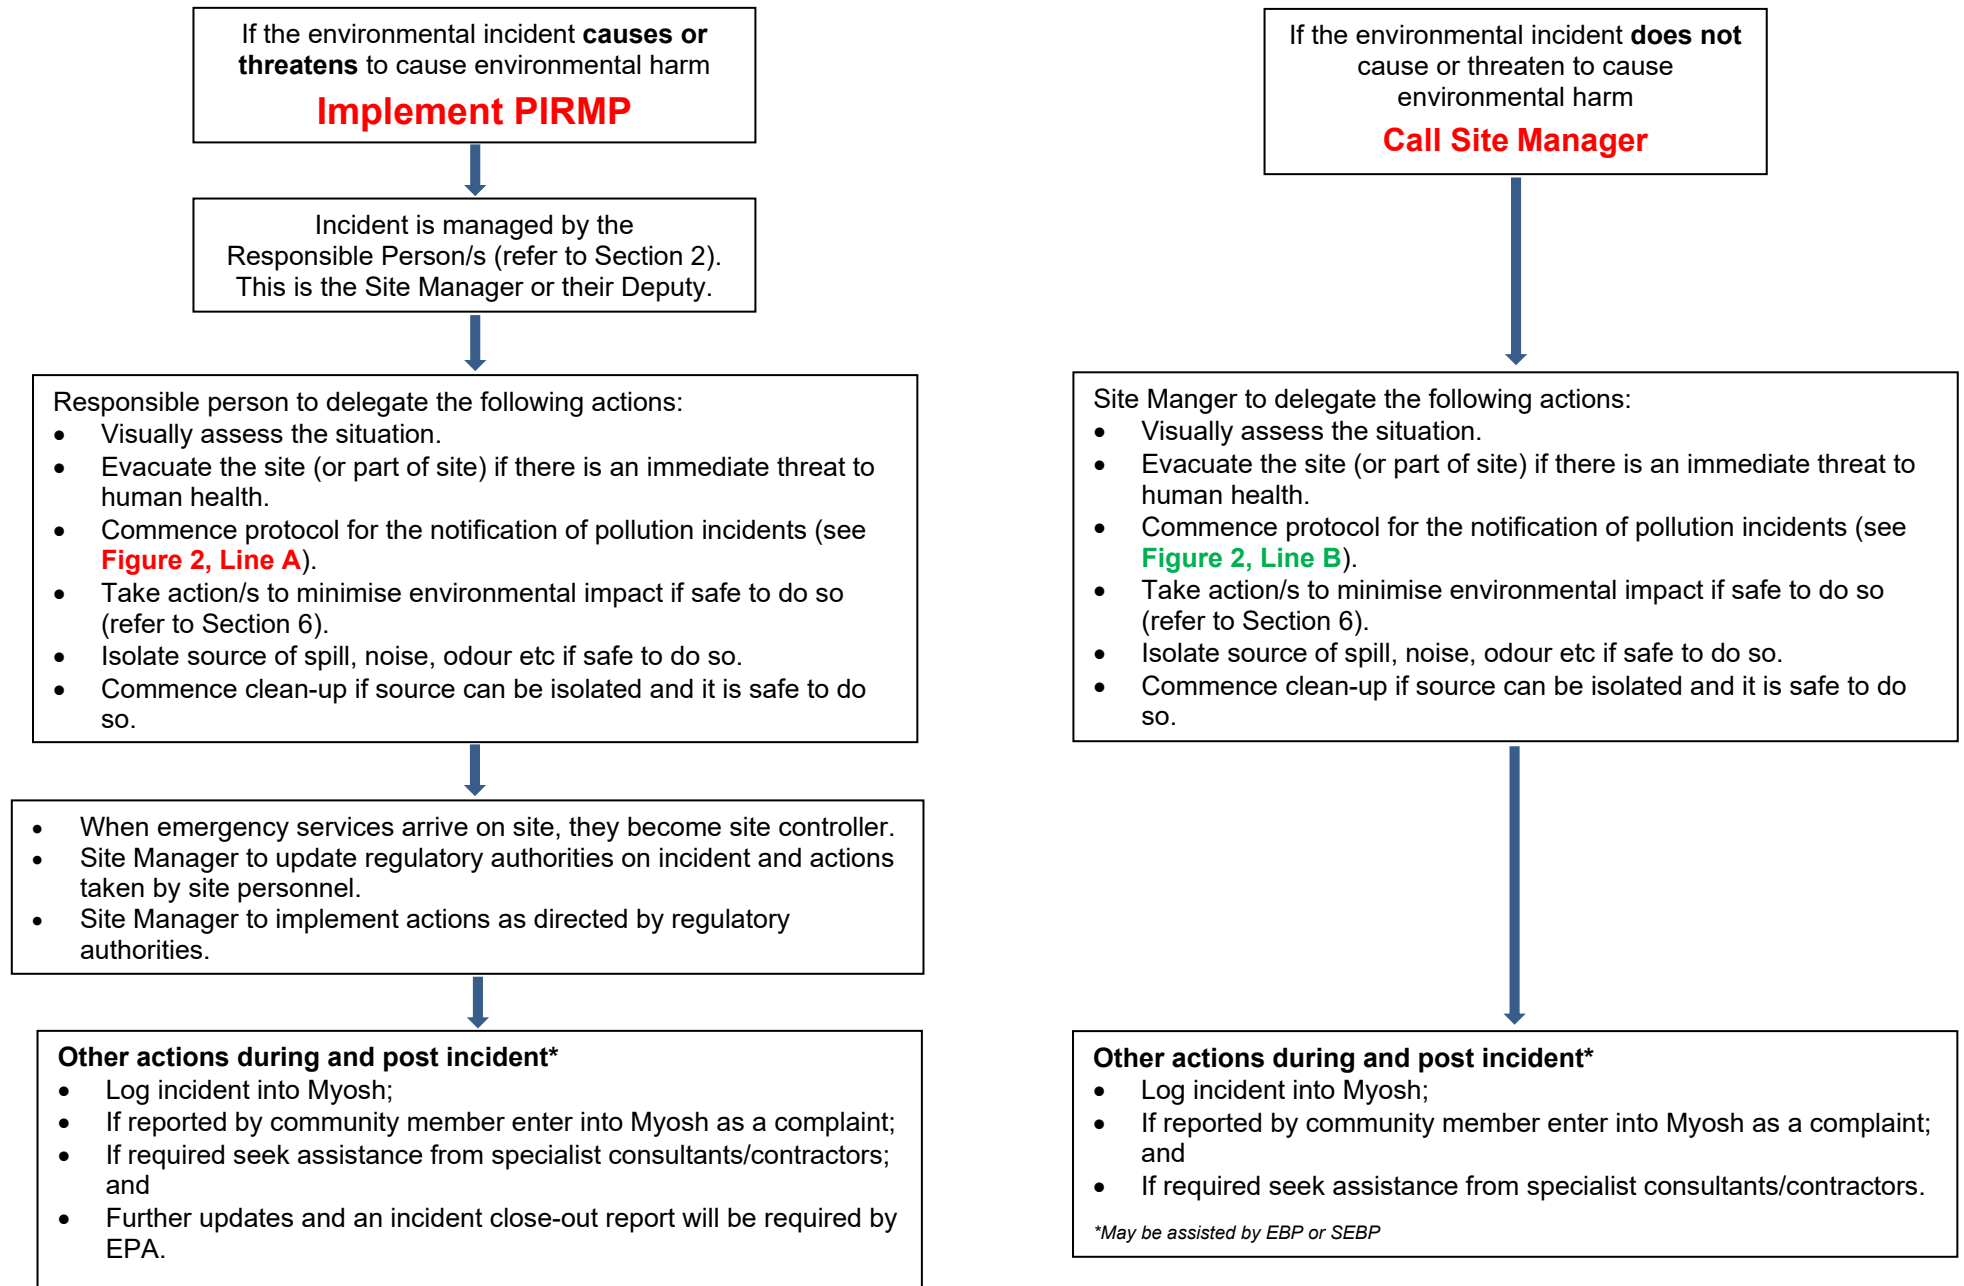 If the environmental incident causes or
threatens to cause environmental harm
Implement PIRMP
Incident is managed by the
Responsible Person/s (refer to Section 2).
This is the Site Manager or their Deputy.
Responsible person to delegate the following actions:
• Visually assess the situation.
• Evacuate the site (or part of site) if there is an immediate threat to
human health.
• Commence protocol for the notification of pollution incidents (see
Figure 2, Line A).
• Take action/s to minimise environmental impact if safe to do so
(refer to Section 6).
• Isolate source of spill, noise, odour etc if safe to do so.
• Commence clean-up if source can be isolated and it is safe to do
so.
• When emergency services arrive on site, they become site controller.
• Site Manager to update regulatory authorities on incident and actions
taken by site personnel.
• Site Manager to implement actions as directed by regulatory
authorities.
Other actions during and post incident*
• Log incident into Myosh;
• If reported by community member enter into Myosh as a complaint;
• If required seek assistance from specialist consultants/contractors;
and
• Further updates and an incident close-out report will be required by
EPA.
If the environmental incident does not
cause or threaten to cause
environmental harm
Call Site Manager
Site Manger to delegate the following actions:
• Visually assess the situation.
• Evacuate the site (or part of site) if there is an immediate threat to
human health.
• Commence protocol for the notification of pollution incidents (see
Figure 2, Line B).
• Take action/s to minimise environmental impact if safe to do so
(refer to Section 6).
• Isolate source of spill, noise, odour etc if safe to do so.
• Commence clean-up if source can be isolated and it is safe to do
so.
Other actions during and post incident*
• Log incident into Myosh;
• If reported by community member enter into Myosh as a complaint;
and
• If required seek assistance from specialist consultants/contractors.
*May be assisted by EBP or SEBP